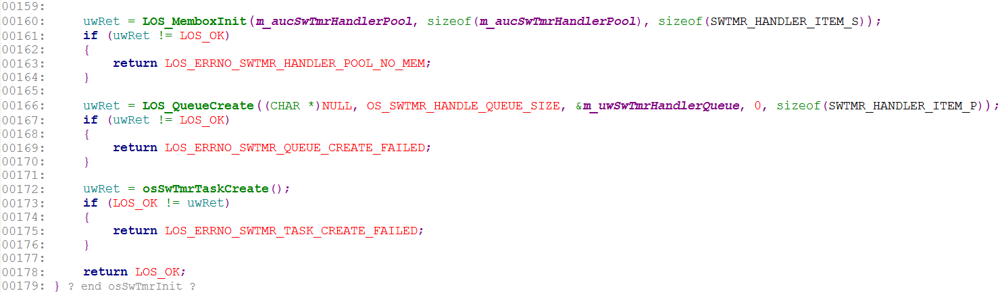 00159:
00160:     uwRet = LOS_MemboxInit(m_aucSwTmrHandlerPool, sizeof(m_aucSwTmrHandlerPool), sizeof(SWTMR_HANDLER_ITEM_S));
00161:     if (uwRet != LOS_OK)
00162:     {
00163:         return LOS_ERRNO_SWTMR_HANDLER_POOL_NO_MEM;
00164:     }
00165:
00166:     uwRet = LOS_QueueCreate((CHAR *)NULL, OS_SWTMR_HANDLE_QUEUE_SIZE, &m_uwSwTmrHandlerQueue, 0, sizeof(SWTMR_HANDLER_ITEM_P));
00167:     if (uwRet != LOS_OK)
00168:     {
00169:         return LOS_ERRNO_SWTMR_QUEUE_CREATE_FAILED;
00170:     }
00171:
00172:     uwRet = osSwTmrTaskCreate();
00173:     if (LOS_OK != uwRet)
00174:     {
00175:         return LOS_ERRNO_SWTMR_TASK_CREATE_FAILED;
00176:     }
00177:
00178:     return LOS_OK;
00179: } ? end osSwTmrInit ?